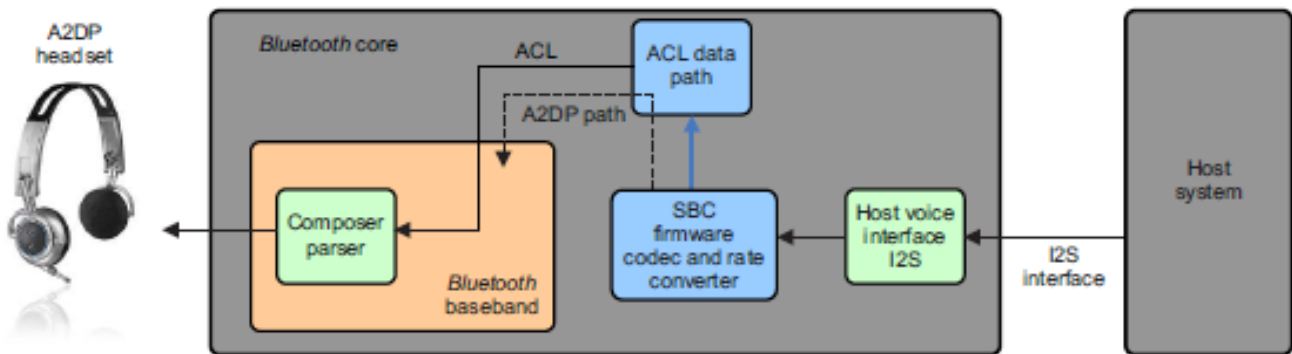 A2DP
headset
Bluetooth core
ACL
ACL data
path
A2DP path
Composer
parser
Bluetooth
baseband
SBC
firmware
codec and rate
converter
Host voice
interface
I2S
I2S
interface
Host
system